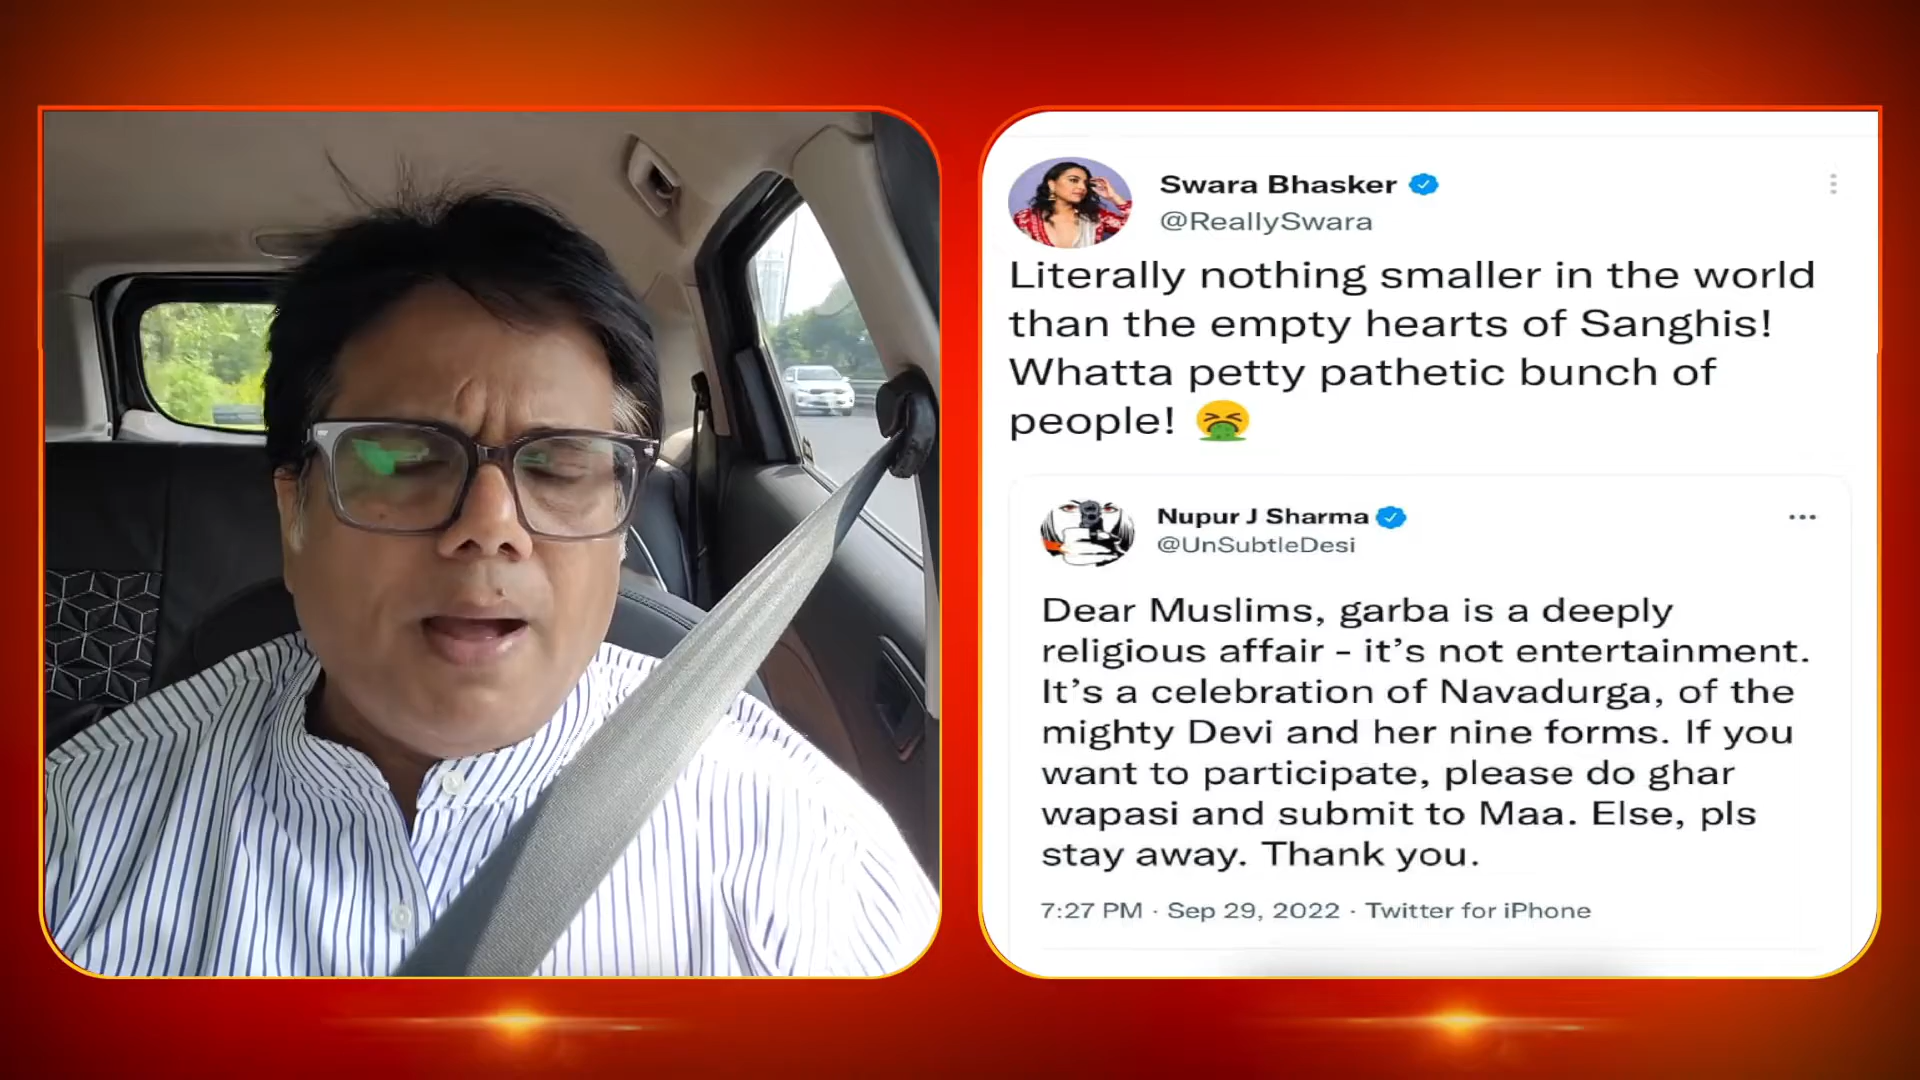 Swara Bhasker
@ReallySwara
Literally nothing smaller in the world
than the empty hearts of Sanghis!
Whatta petty pathetic bunch of
people! 🤮
Nupur J Sharma
@UnSubtleDesi
Dear Muslims, garba is a deeply
religious affair - it’s not entertainment.
It’s a celebration of Navadurga, of the
mighty Devi and her nine forms. If you
want to participate, please do ghar
wapasi and submit to Maa. Else, pls
stay away. Thank you.
7:27 PM · Sep 29, 2022 · Twitter for iPhone